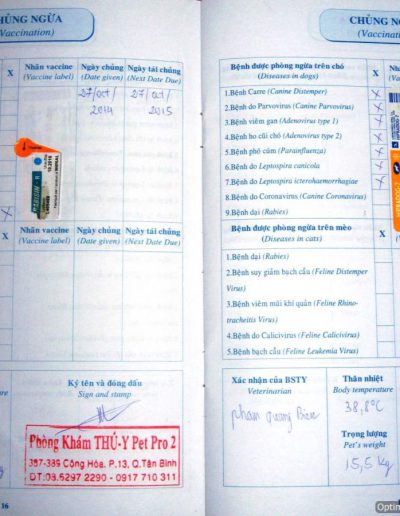 CHỦNG NGỪA
(Vaccination)
X
Nhãn vaccine
(Vaccine label)
Ngày chủng
(Date given)
Ngày tái chủng
(Next Date Due)
27/Oct/
2014
27/Oct/
2015
RABISIN - R
X
X
Nhãn vaccine
(Vaccine label)
Ngày chủng
(Date given)
Ngày tái chủng
(Next Date Due)
Ký tên và đóng dấu
Sign and stamp
Phòng Khám THÚ-Y Pet Pro 2
387-389 Cộng Hòa, P.13, Q.Tân Bình
ĐT:08.6297 2290 - 0917 710 311
16
CHỦNG NG
(Vaccinati
Bệnh được phòng ngừa trên chó
(Diseases in dogs)
X
1.Bệnh Carre (Canine Distemper)
2.Bệnh do Parvovirus (Canine Parvovirus)
3.Bệnh viêm gan (Adenovirus type 1)
4.Bệnh ho cũi chó (Adenovirus type 2)
5.Bệnh phó cúm (Parainfluenza)
6.Bệnh do Leptospira canicola
7.Bệnh do Leptospira icterohaemorrhagiae
8.Bệnh do Coronavirus (Canine Coronavirus)
9.Bệnh dại (Rabies)
Bệnh được phòng ngừa trên mèo
(Diseases in cats)
X
1.Bệnh dại (Rabies)
2.Bệnh suy giảm bạch cầu (Feline Distemper
Virus)
3.Bệnh viêm mũi khí quản (Feline Rhino-
tracheitis Virus)
4.Bệnh do Calicivirus (Feline Calicivirus)
5.Bệnh bạch cầu (Feline Leukemia Virus)
Xác nhận của BSTY
Veterinarian
phan quang
Thân nhiệt
Body temperature
38,8°C
Trọng lượng
Pet's weight
15,5 kg